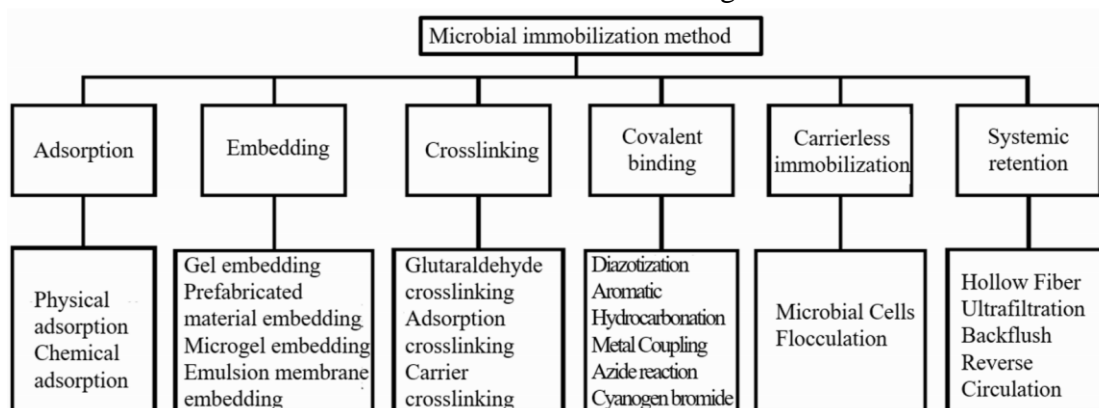 Microbial immobilization method
Adsorption
Embedding
Crosslinking
Covalent
binding
Carrierless
immobilization
Systemic
retention
Physical
adsorption
Chemical
adsorption
Gel embedding
Prefabricated
material embedding
Microgel embedding
Emulsion membrane
embedding
Glutaraldehyde
crosslinking
Adsorption
crosslinking
Carrier
crosslinking
Diazotization
Aromatic
Hydrocarbonation
Metal Coupling
Azide reaction
Cyanogen bromide
Microbial Cells
Flocculation
Hollow Fiber
Ultrafiltration
Backflush
Reverse
Circulation